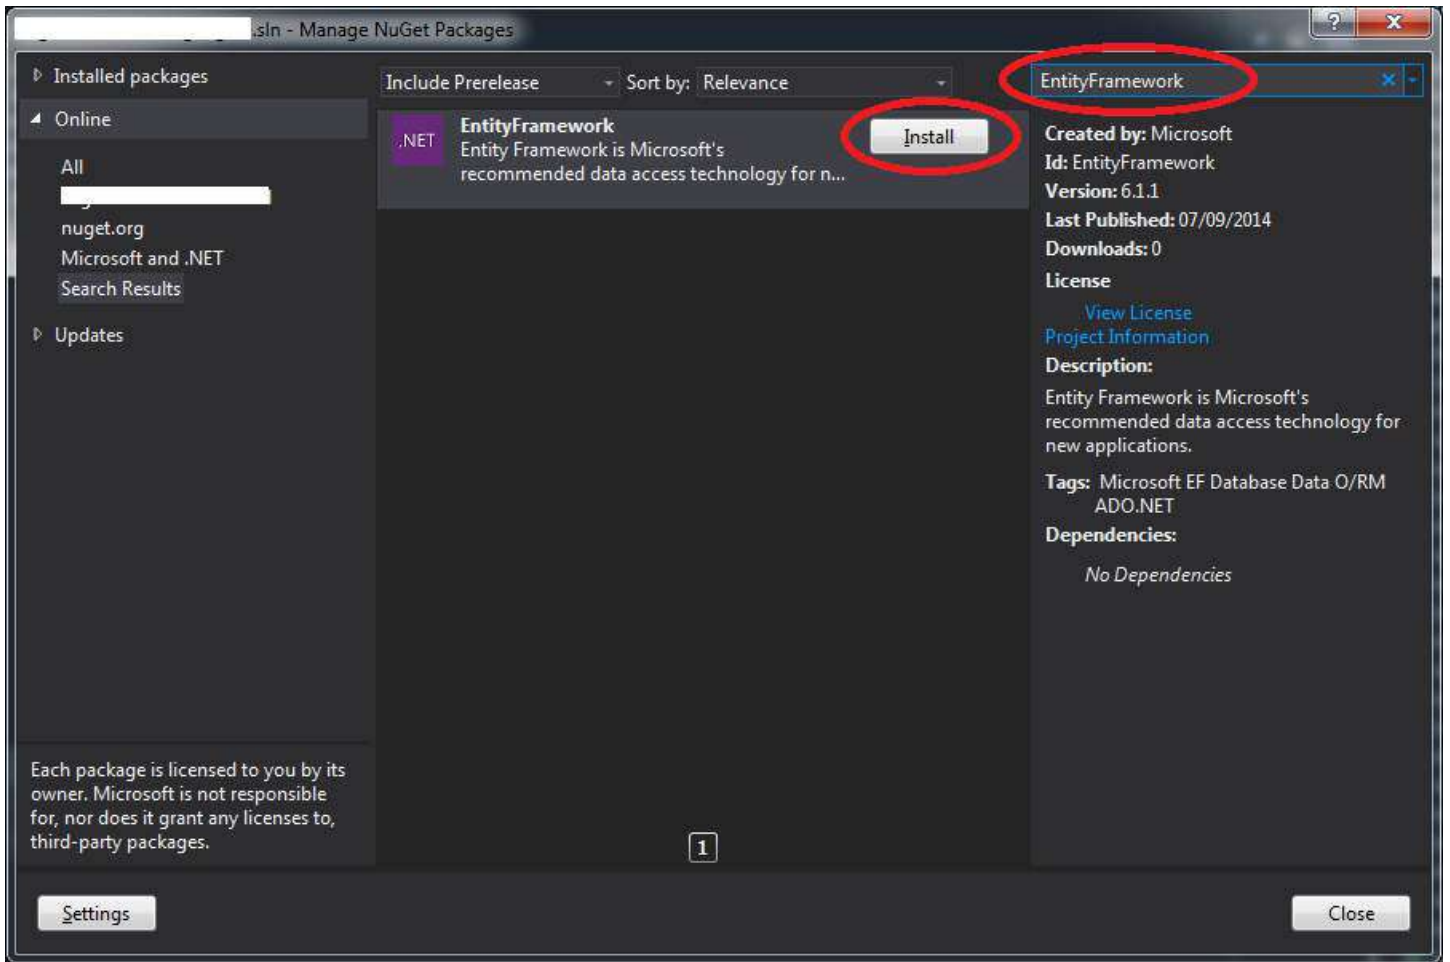 .sln - Manage NuGet Packages
?
X
Installed packages
Online
All
nuget.org
Microsoft and .NET
Search Results
Updates
Each package is licensed to you by its
owner. Microsoft is not responsible
for, nor does it grant any licenses to,
third-party packages.
Settings
Include Prerelease
Sort by: Relevance
.NET
EntityFramework
Entity Framework is Microsoft's
recommended data access technology for n...
Install
1
EntityFramework
Created by: Microsoft
Id: EntityFramework
Version: 6.1.1
Last Published: 07/09/2014
Downloads: 0
License
View License
Project Information
Description:
Entity Framework is Microsoft's
recommended data access technology for
new applications.
Tags: Microsoft EF Database Data O/RM
ADO.NET
Dependencies:
No Dependencies
Close